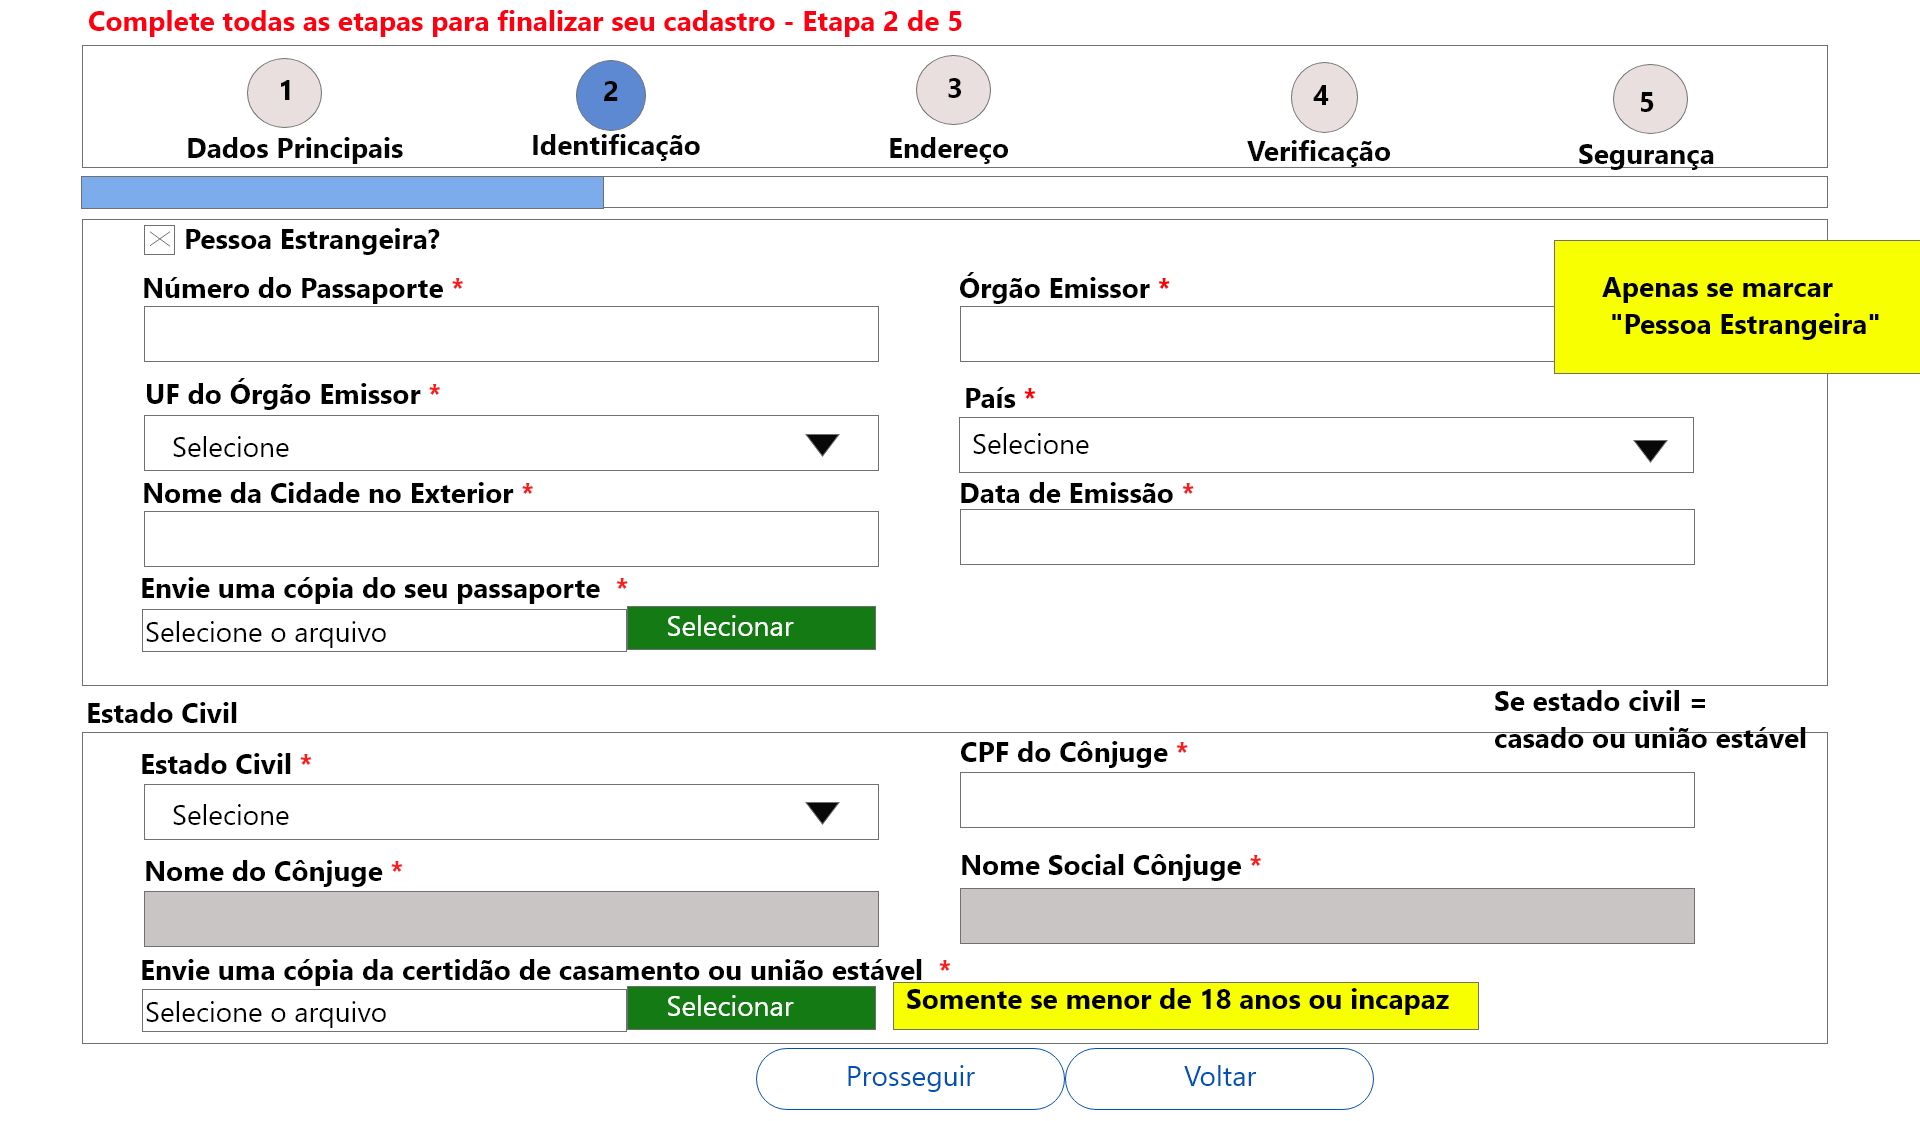 Complete todas as etapas para finalizar seu cadastro - Etapa 2 de 5
1
2
3
4
5
Dados Principais
Identificação
Endereço
Verificação
Segurança
Pessoa Estrangeira?
Número do Passaporte *
Órgão Emissor *
Apenas se marcar
"Pessoa Estrangeira"
UF do Órgão Emissor *
País *
Selecione
Selecione
Nome da Cidade no Exterior *
Data de Emissão *
Envie uma cópia do seu passaporte *
Selecione o arquivo
Selecionar
Estado Civil
Se estado civil =
casado ou união estável
Estado Civil *
CPF do Cônjuge *
Selecione
Nome do Cônjuge *
Nome Social Cônjuge *
Envie uma cópia da certidão de casamento ou união estável *
Selecione o arquivo
Selecionar
Somente se menor de 18 anos ou incapaz
Prosseguir
Voltar